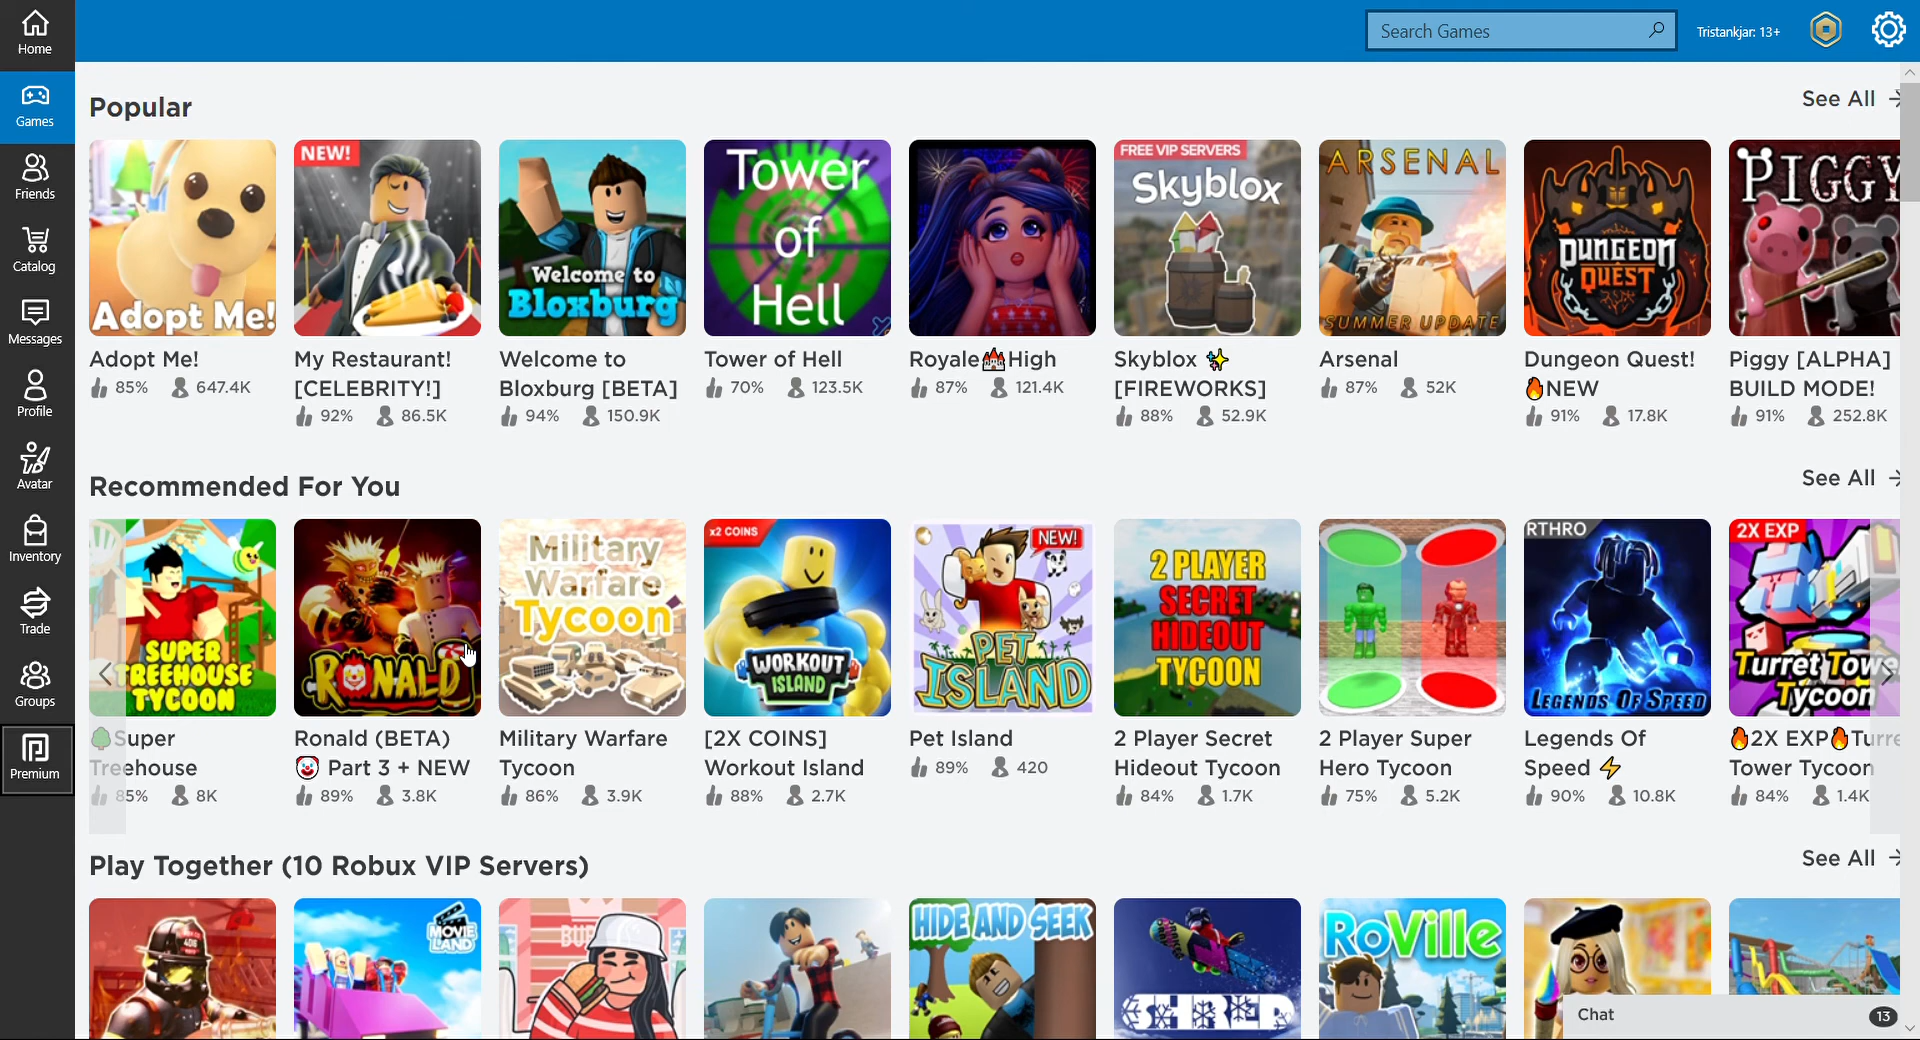 Home
Search Games
Tristankjar: 13+
Games
Friends
Catalog
Messages
Profile
Avatar
Inventory
Trade
Groups
Premium
Popular
See All
Adopt Me!
NEW!
Welcome to
Bloxburg
Tower
of
Hell
FREE VIP SERVERS
Skyblox
ARSENAL
SUMMER UPDATE
DUNGEON
QUEST
PIGGY
Adopt Me!
85% 647.4K
My Restaurant!
[CELEBRITY!]
92% 86.5K
Welcome to
Bloxburg [BETA]
94% 150.9K
Tower of Hell
70% 123.5K
Royale🏰High
87% 121.4K
Skyblox ✨
[FIREWORKS]
88% 52.9K
Arsenal
87% 52K
Dungeon Quest!
🔥NEW
91% 17.8K
Piggy [ALPHA]
BUILD MODE!
91% 252.8K
Recommended For You
See All
SUPER
TREEHOUSE
TYCOON
RONALD
Military
Warfare
Tycoon
x2 COINS
WORKOUT
ISLAND
NEW!
PET
ISLAND
2 PLAYER
SECRET
HIDEOUT
TYCOON
RTHRO
LEGENDS OF SPEED
2X EXP
Turret Towe
Tycoon
🌳Super
Treehouse
85% 8K
Ronald (BETA)
🤡 Part 3 + NEW
89% 3.8K
Military Warfare
Tycoon
86% 3.9K
[2X COINS]
Workout Island
88% 2.7K
Pet Island
89% 420
2 Player Secret
Hideout Tycoon
84% 1.7K
2 Player Super
Hero Tycoon
75% 5.2K
Legends Of
Speed ⚡
90% 10.8K
🔥2X EXP🔥Turre
Tower Tycoon
84% 1.4K
Play Together (10 Robux VIP Servers)
See All
406
MOVIE
LAND
BU
HIDE AND SEEK
SHRED
RoVille
Chat
13